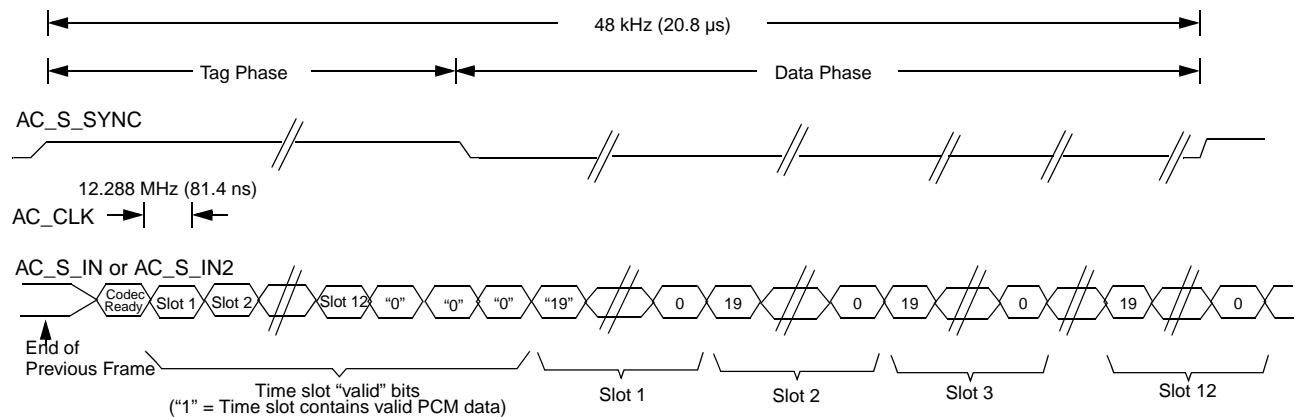 48 kHz (20.8 µs)
Tag Phase
Data Phase
AC_S_SYNC
12.288 MHz (81.4 ns)
AC_CLK
AC_S_IN or AC_S_IN2
Codec
Ready
Slot 1
Slot 2
Slot 12
“0”
“0”
“0”
“19”
0
19
0
19
0
19
0
End of
Previous Frame
Time slot “valid” bits
(“1” = Time slot contains valid PCM data)
Slot 1
Slot 2
Slot 3
Slot 12